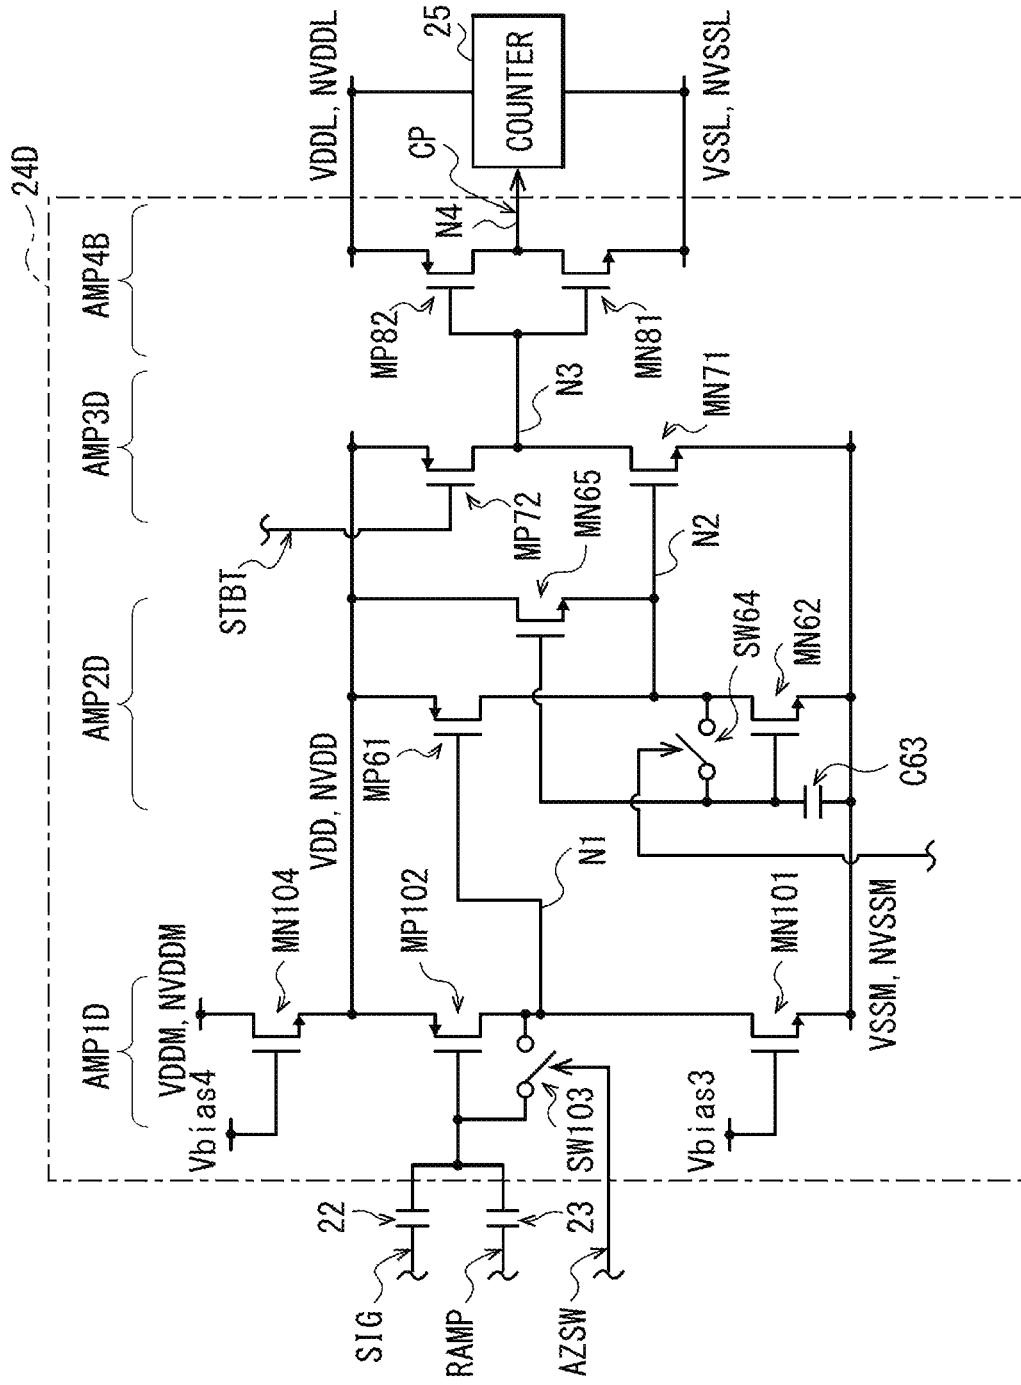 24D
AMP1D
AMP2D
AMP3D
AMP4B
VDDM, NVDDM
Vbias4
MN104
VDD, NVDD
STBT
VDDL, NVDDL
25
COUNTER
CP
N4
MP82
MN81
N3
MP72
MN71
MN65
N2
MP61
SW64
MN62
C63
N1
MP102
SW103
MN101
Vbias3
22
23
SIG
RAMP
AZSW
VSSM, NVSSM
VSSL, NVSSL